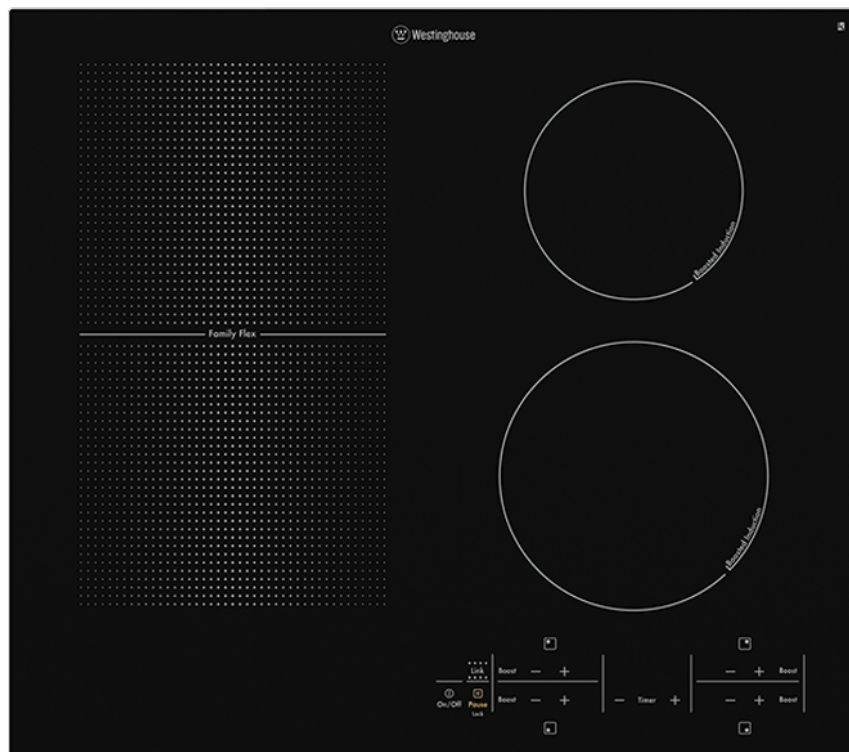 Westinghouse
Boosted Induction
Family Flex
Boosted Induction
Link Boost − + − + Boost
On/Off Pause Boost − + − Timer + − + Boost
Lock